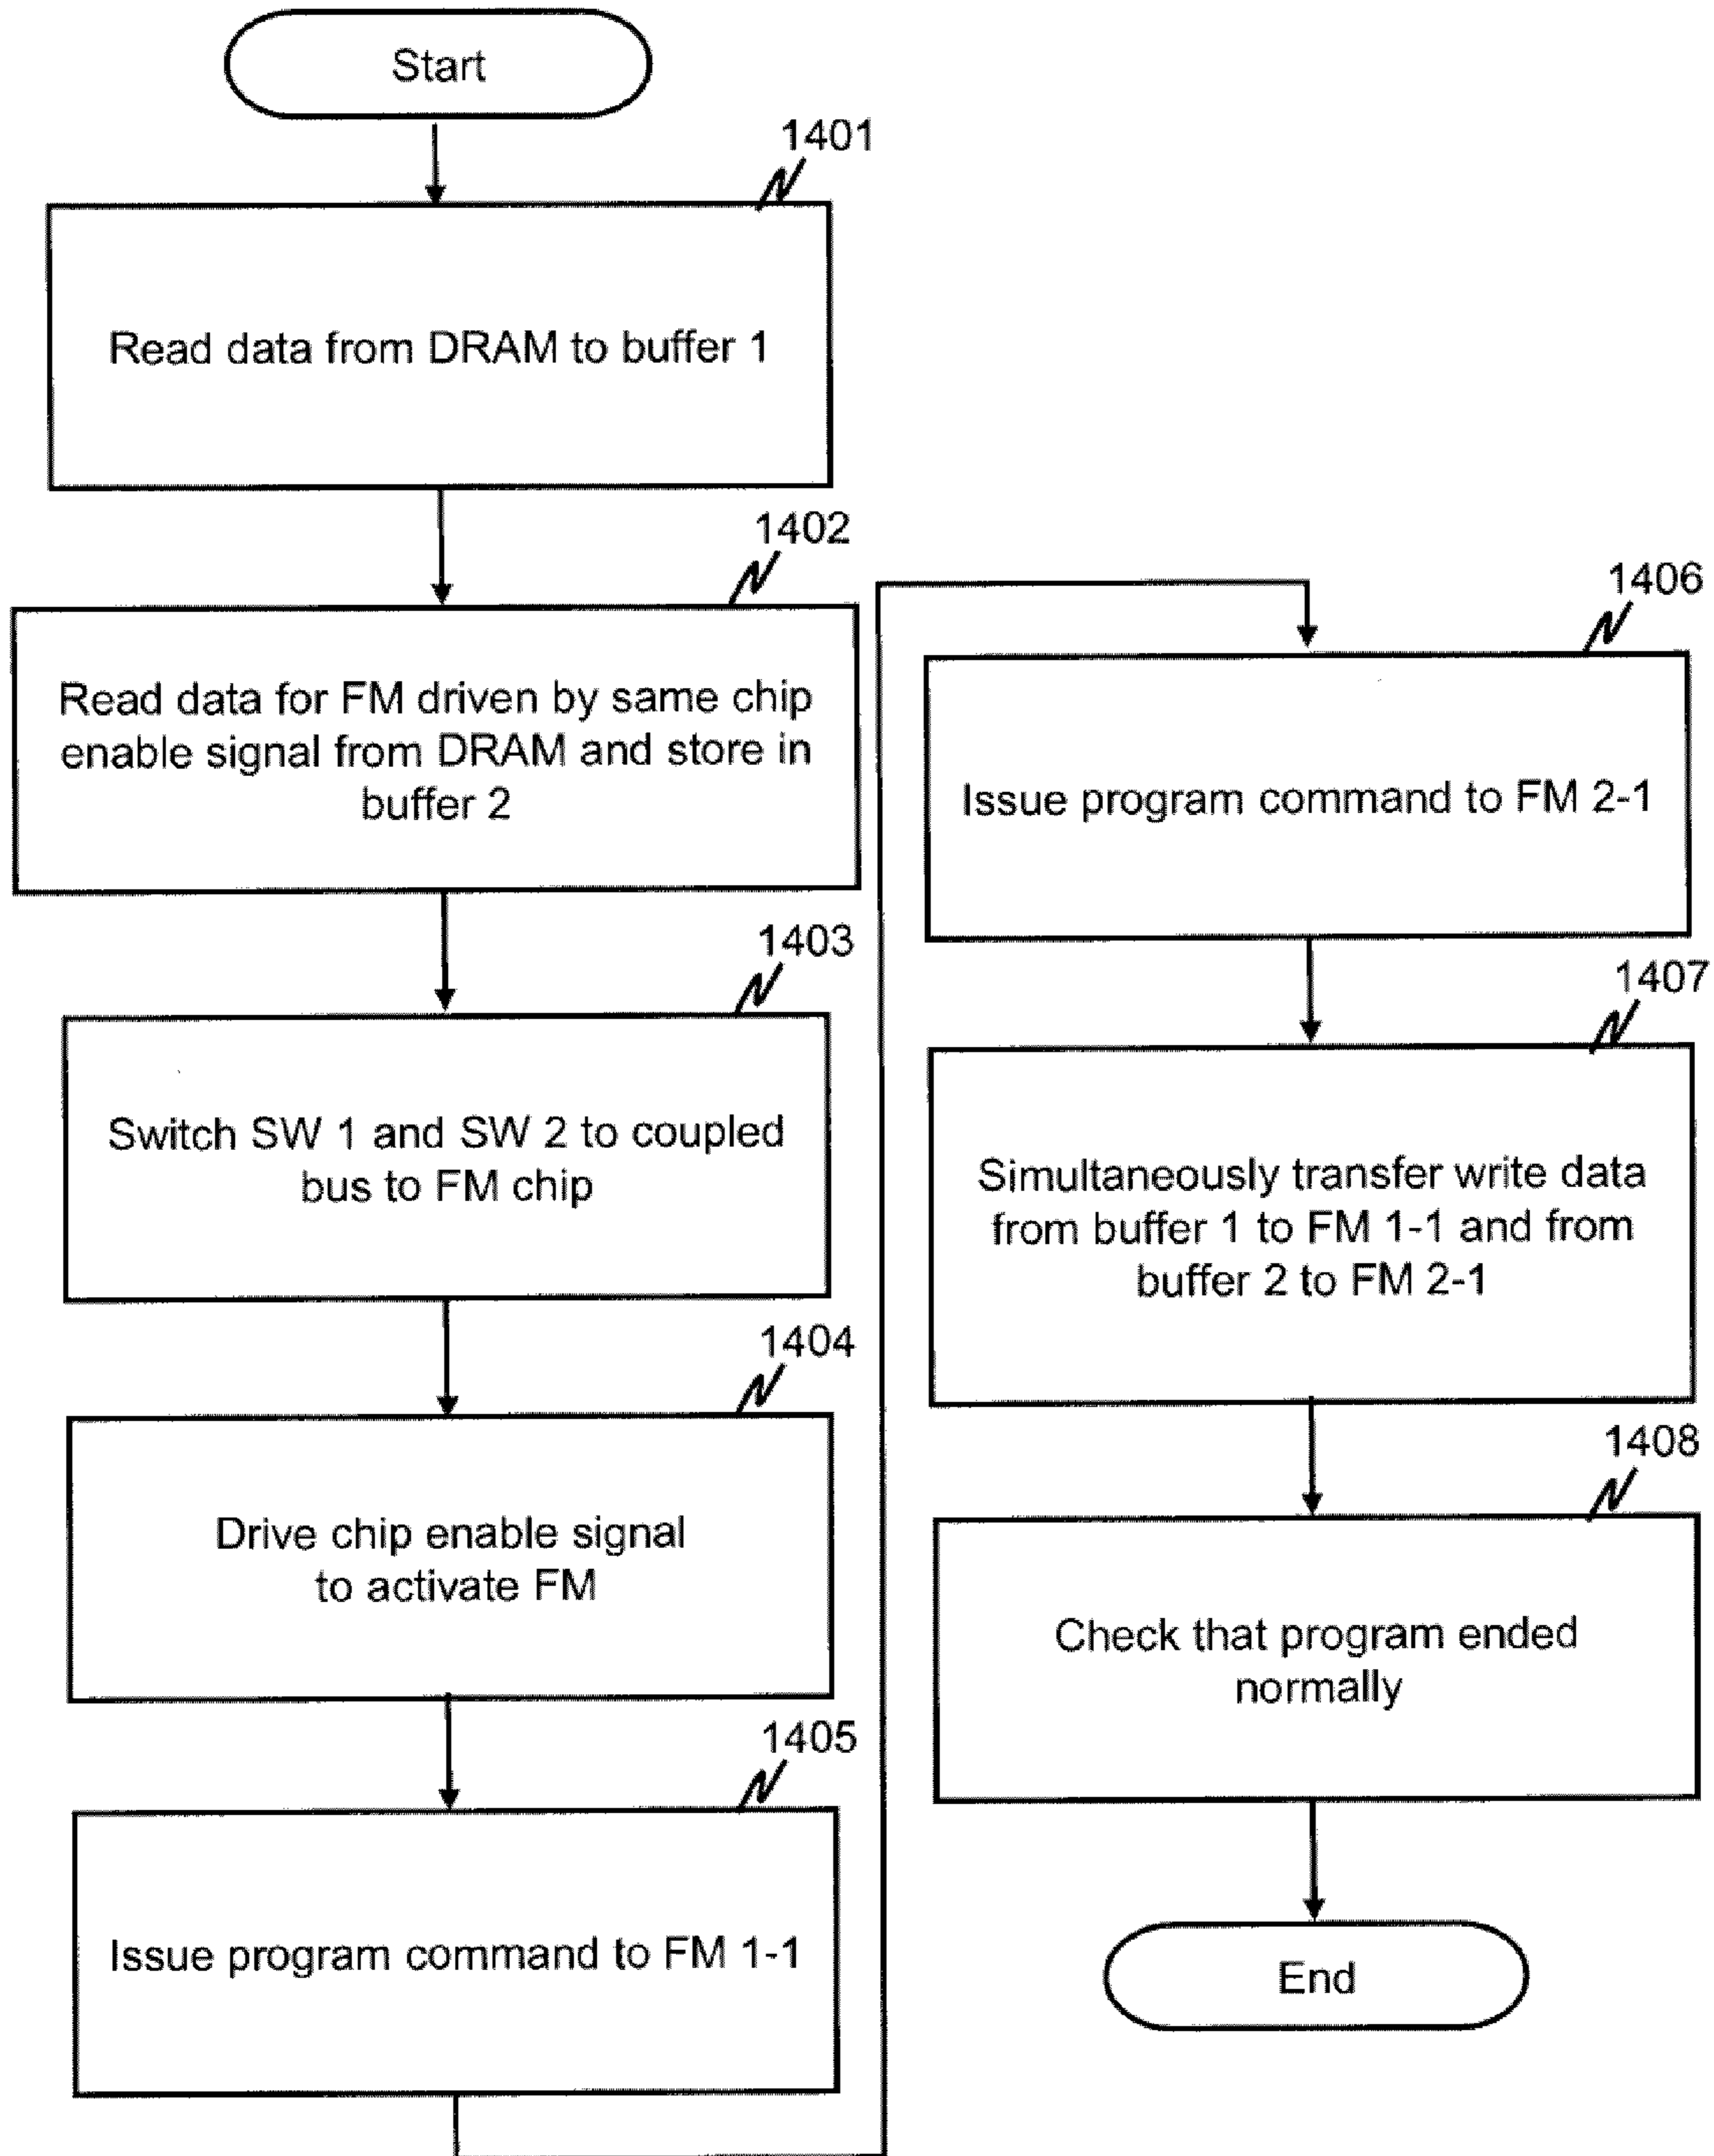 Start
1401
Read data from DRAM to buffer 1
1402
Read data for FM driven by same chip
enable signal from DRAM and store in
buffer 2
1403
Switch SW 1 and SW 2 to coupled
bus to FM chip
1404
Drive chip enable signal
to activate FM
1405
Issue program command to FM 1-1
1406
Issue program command to FM 2-1
1407
Simultaneously transfer write data
from buffer 1 to FM 1-1 and from
buffer 2 to FM 2-1
1408
Check that program ended
normally
End